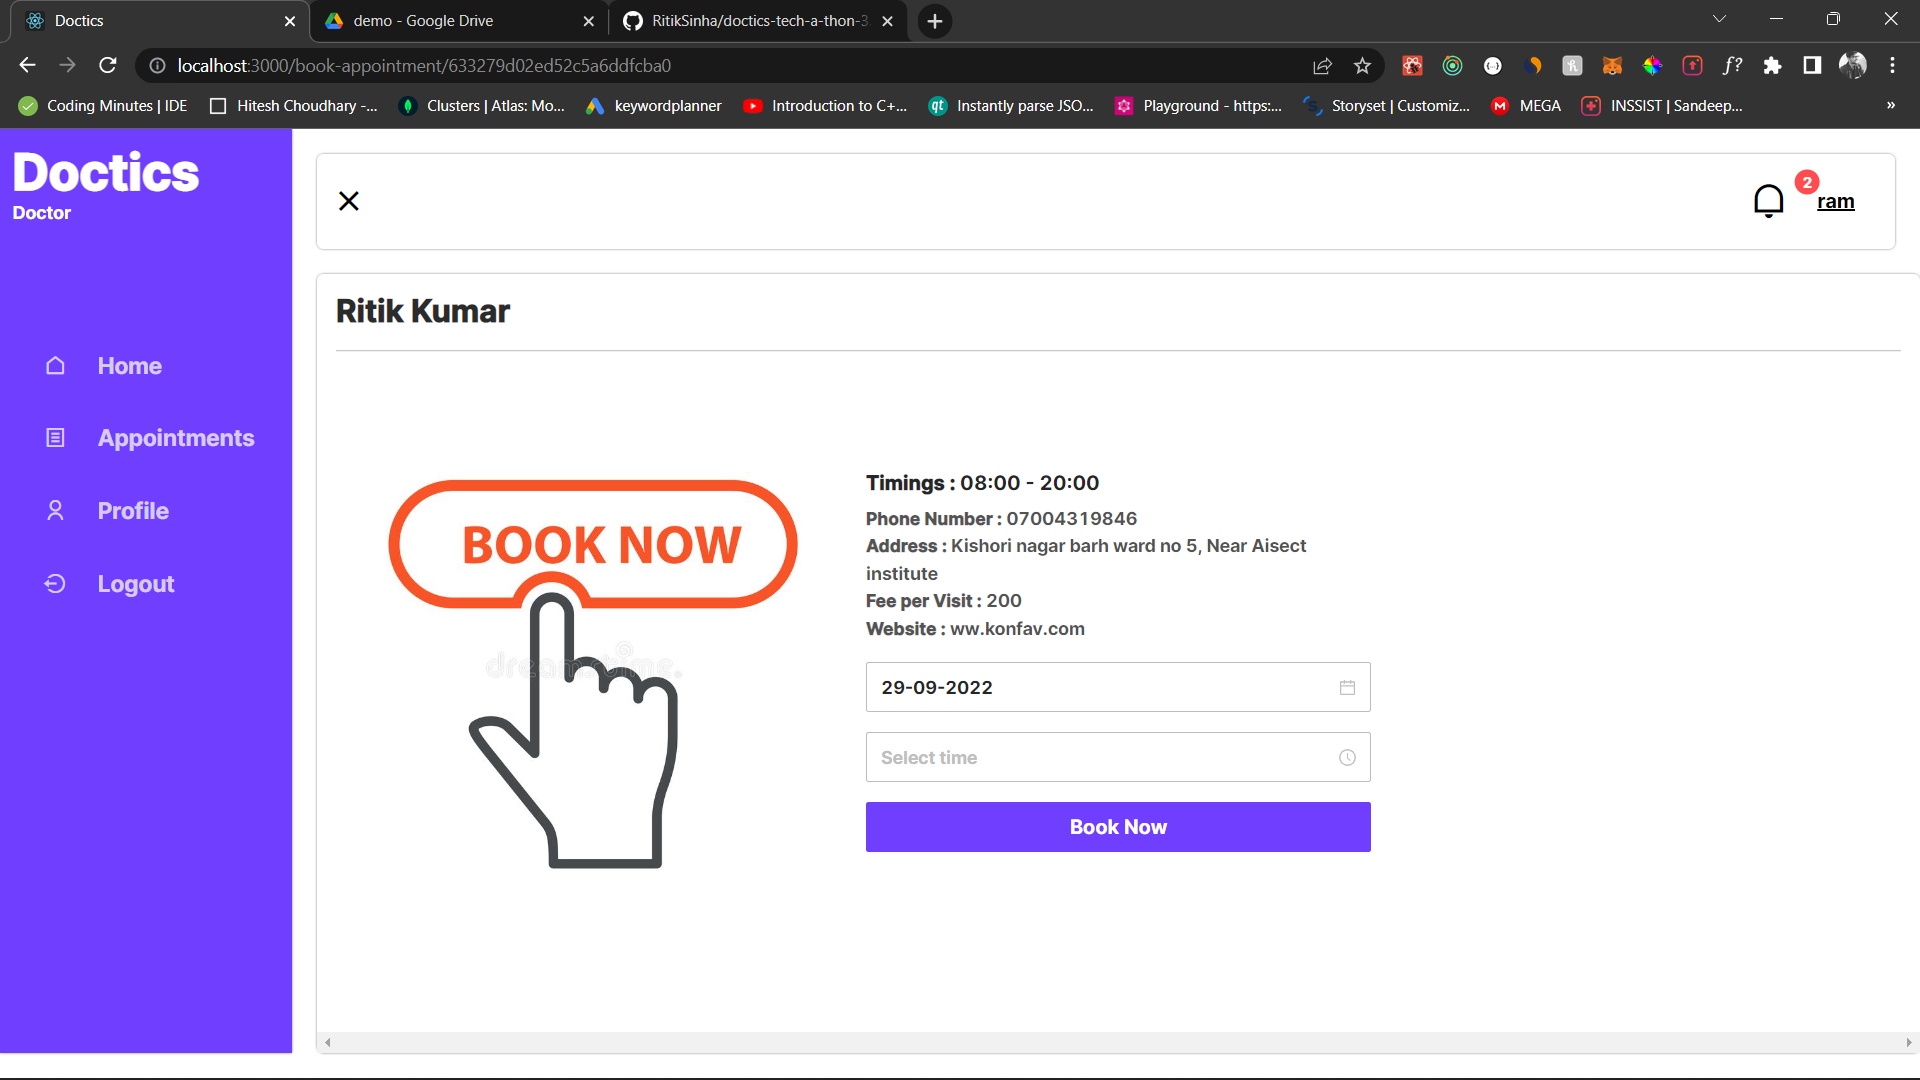 Doctics
demo - Google Drive
RitikSinha/doctics-tech-a-thon-3.
localhost:3000/book-appointment/633279d02ed52c5a6ddfcba0
f?
Coding Minutes | IDE
Hitesh Choudhary -...
Clusters | Atlas: Mo...
keywordplanner
Introduction to C+...
qt
Instantly parse JSO...
Playground - https:...
Storyset | Customiz...
M
MEGA
INSSIST | Sandeep...
»
Doctics
Doctor
2
ram
Ritik Kumar
Home
Appointments
Profile
Logout
BOOK NOW
dreamstime.
Timings : 08:00 - 20:00
Phone Number : 07004319846
Address : Kishori nagar barh ward no 5, Near Aisect
institute
Fee per Visit : 200
Website : ww.konfav.com
29-09-2022
Select time
Book Now